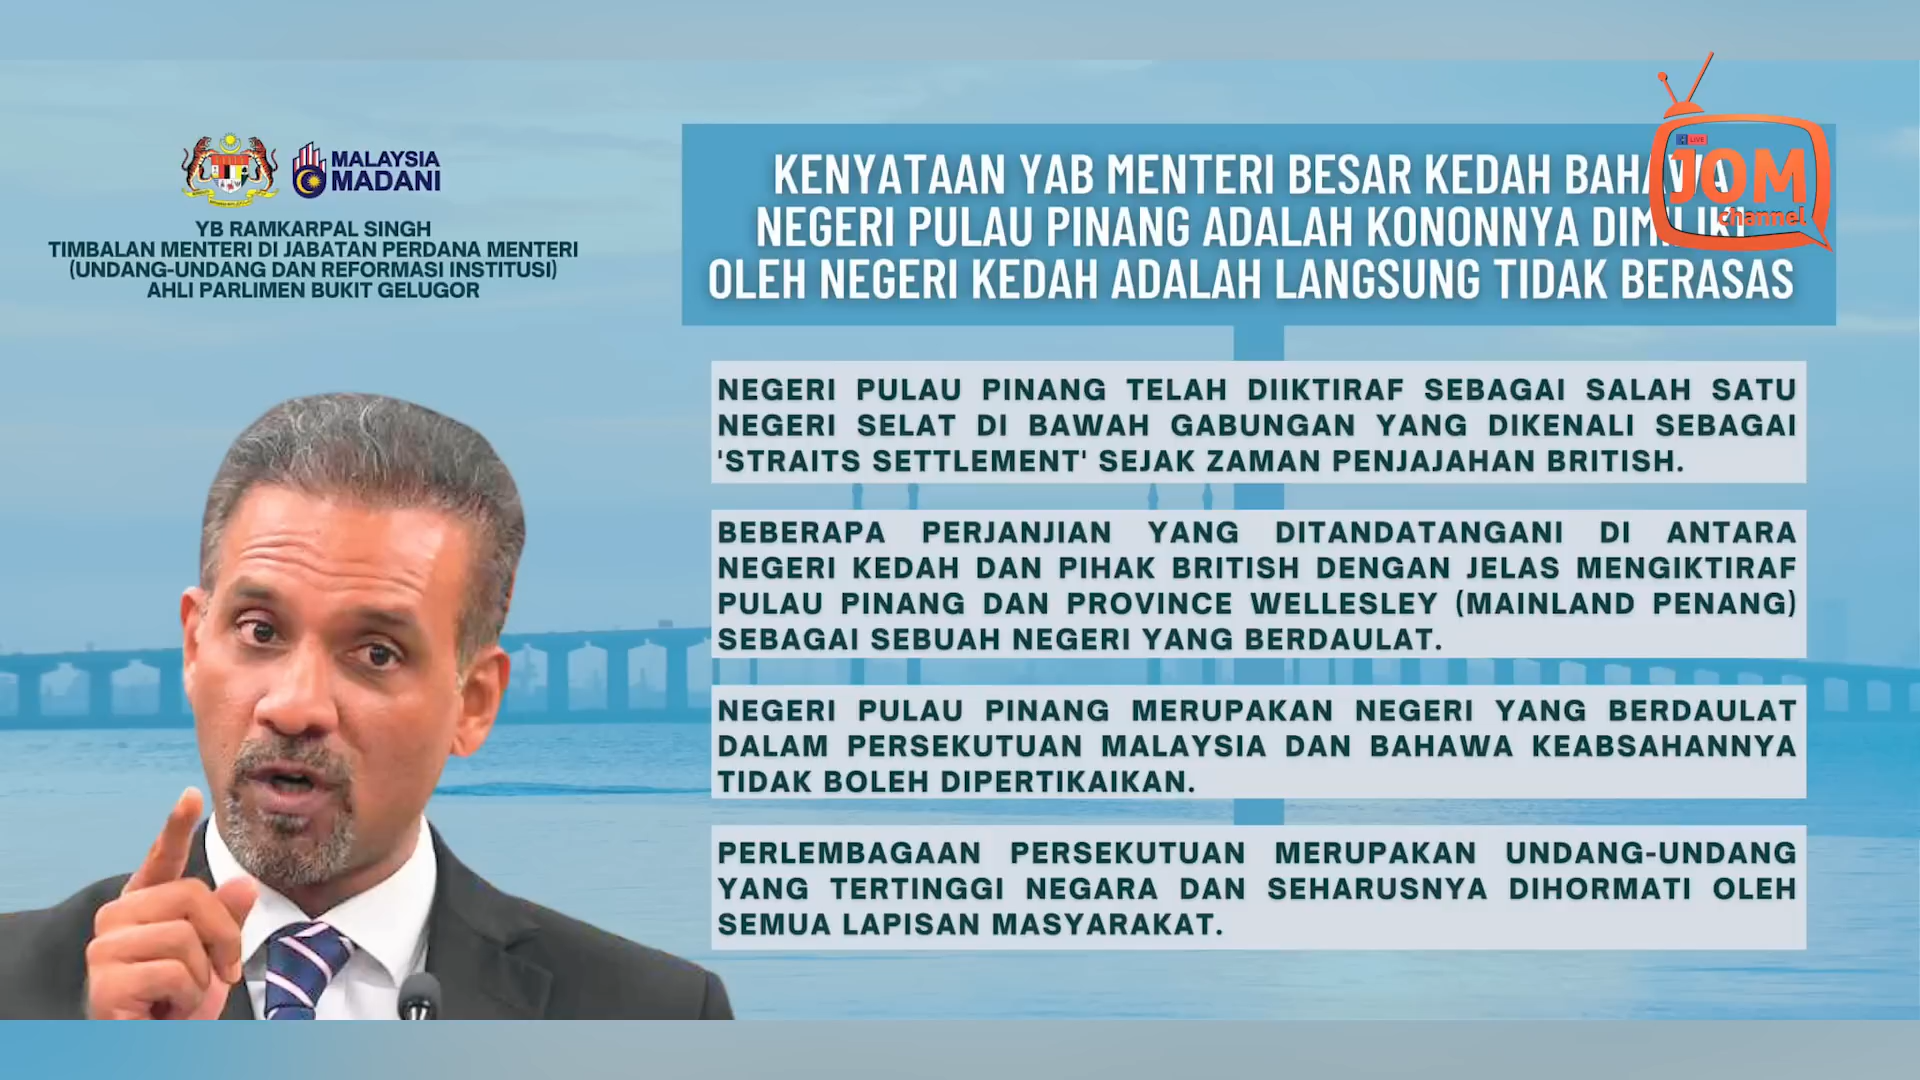 MALAYSIA
MADANI
YB RAMKARPAL SINGH
TIMBALAN MENTERI DI JABATAN PERDANA MENTERI
(UNDANG-UNDANG DAN REFORMASI INSTITUSI)
AHLI PARLIMEN BUKIT GELUGOR
LIVE
JOM
channel
KENYATAAN YAB MENTERI BESAR KEDAH BAHAWA
NEGERI PULAU PINANG ADALAH KONONNYA DIMILIKI
OLEH NEGERI KEDAH ADALAH LANGSUNG TIDAK BERASAS
NEGERI PULAU PINANG TELAH DIIKTIRAF SEBAGAI SALAH SATU
NEGERI SELAT DI BAWAH GABUNGAN YANG DIKENALI SEBAGAI
'STRAITS SETTLEMENT' SEJAK ZAMAN PENJAJAHAN BRITISH.
BEBERAPA PERJANJIAN YANG DITANDATANGANI DI ANTARA
NEGERI KEDAH DAN PIHAK BRITISH DENGAN JELAS MENGIKTIRAF
PULAU PINANG DAN PROVINCE WELLESLEY (MAINLAND PENANG)
SEBAGAI SEBUAH NEGERI YANG BERDAULAT.
NEGERI PULAU PINANG MERUPAKAN NEGERI YANG BERDAULAT
DALAM PERSEKUTUAN MALAYSIA DAN BAHAWA KEABSAHANNYA
TIDAK BOLEH DIPERTIKAIKAN.
PERLEMBAGAAN PERSEKUTUAN MERUPAKAN UNDANG-UNDANG
YANG TERTINGGI NEGARA DAN SEHARUSNYA DIHORMATI OLEH
SEMUA LAPISAN MASYARAKAT.